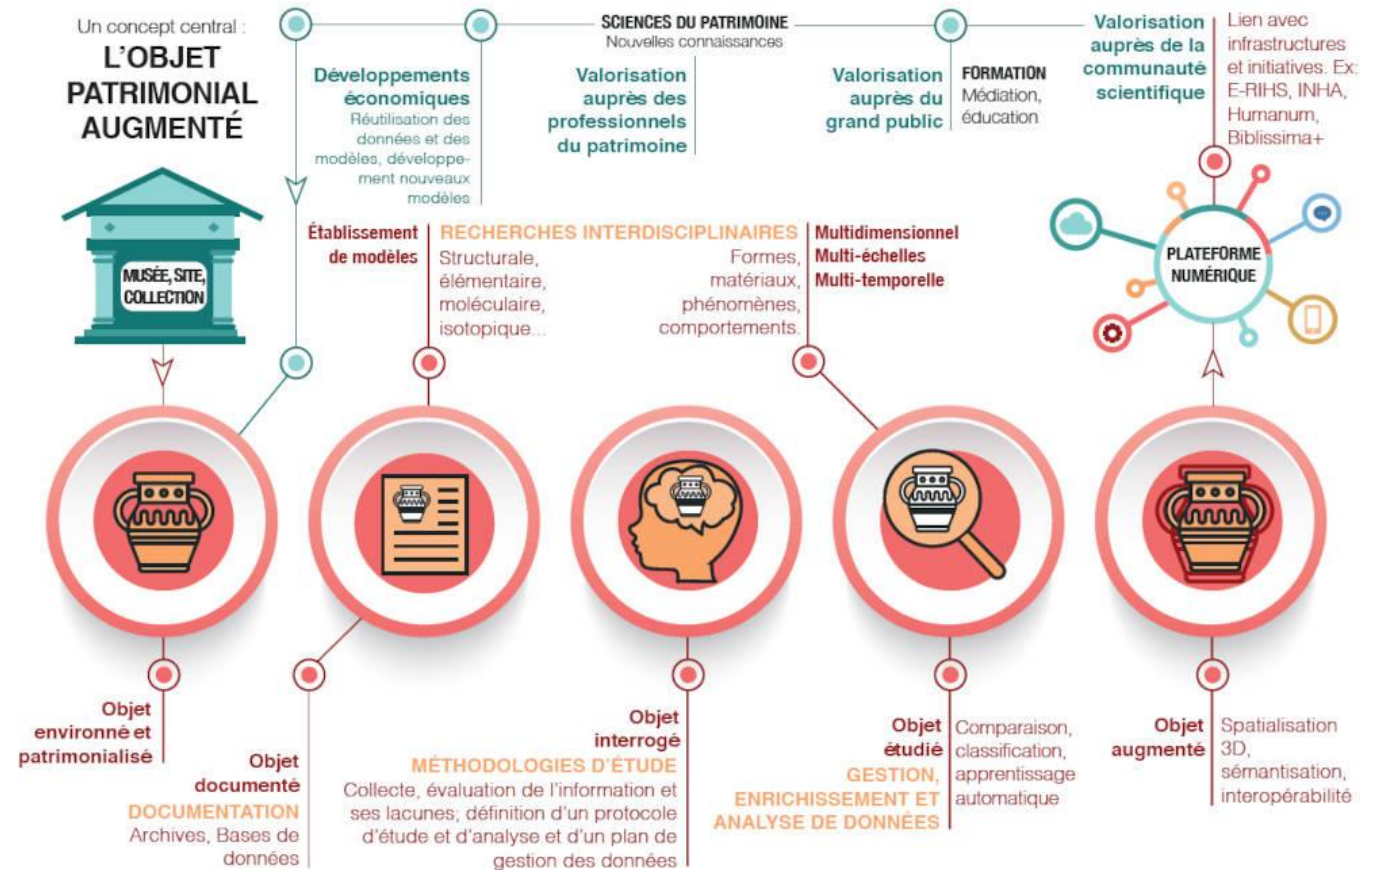 Un concept central :
L'OBJET
PATRIMONIAL
AUGMENTÉ
MUSÉE, SITE,
COLLECTION
Développements
économiques
Réutilisation des
données et des
modèles, développe-
ment nouveaux
modèles
SCIENCES DU PATRIMOINE
Nouvelles connaissances
Valorisation
auprès des
professionnels
du patrimoine
Valorisation
auprès du
grand public
FORMATION
Médiation,
éducation
Valorisation
auprès de la
communauté
scientifique
Lien avec
infrastructures
et initiatives. Ex:
E-RIHS, INHA,
Humanum,
Biblissima+
PLATEFORME
NUMÉRIQUE
Établissement
de modèles
RECHERCHES INTERDISCIPLINAIRES
Structurale,
élémentaire,
moléculaire,
isotopique...
Formes,
matériaux,
phénomènes,
comportements.
Multidimensionnel
Multi-échelles
Multi-temporelle
Objet
environné et
patrimonialisé
Objet
documenté
DOCUMENTATION
Archives, Bases de
données
Objet
interrogé
MÉTHODOLOGIES D'ÉTUDE
Collecte, évaluation de l'information et
ses lacunes; définition d'un protocole
d'étude et d'analyse et d'un plan de
gestion des données
Objet
étudié
GESTION,
ENRICHISSEMENT ET
ANALYSE DE DONNÉES
Comparaison,
classification,
apprentissage
automatique
Objet
augmenté
Spatialisation
3D,
sémantisation,
interopérabilité